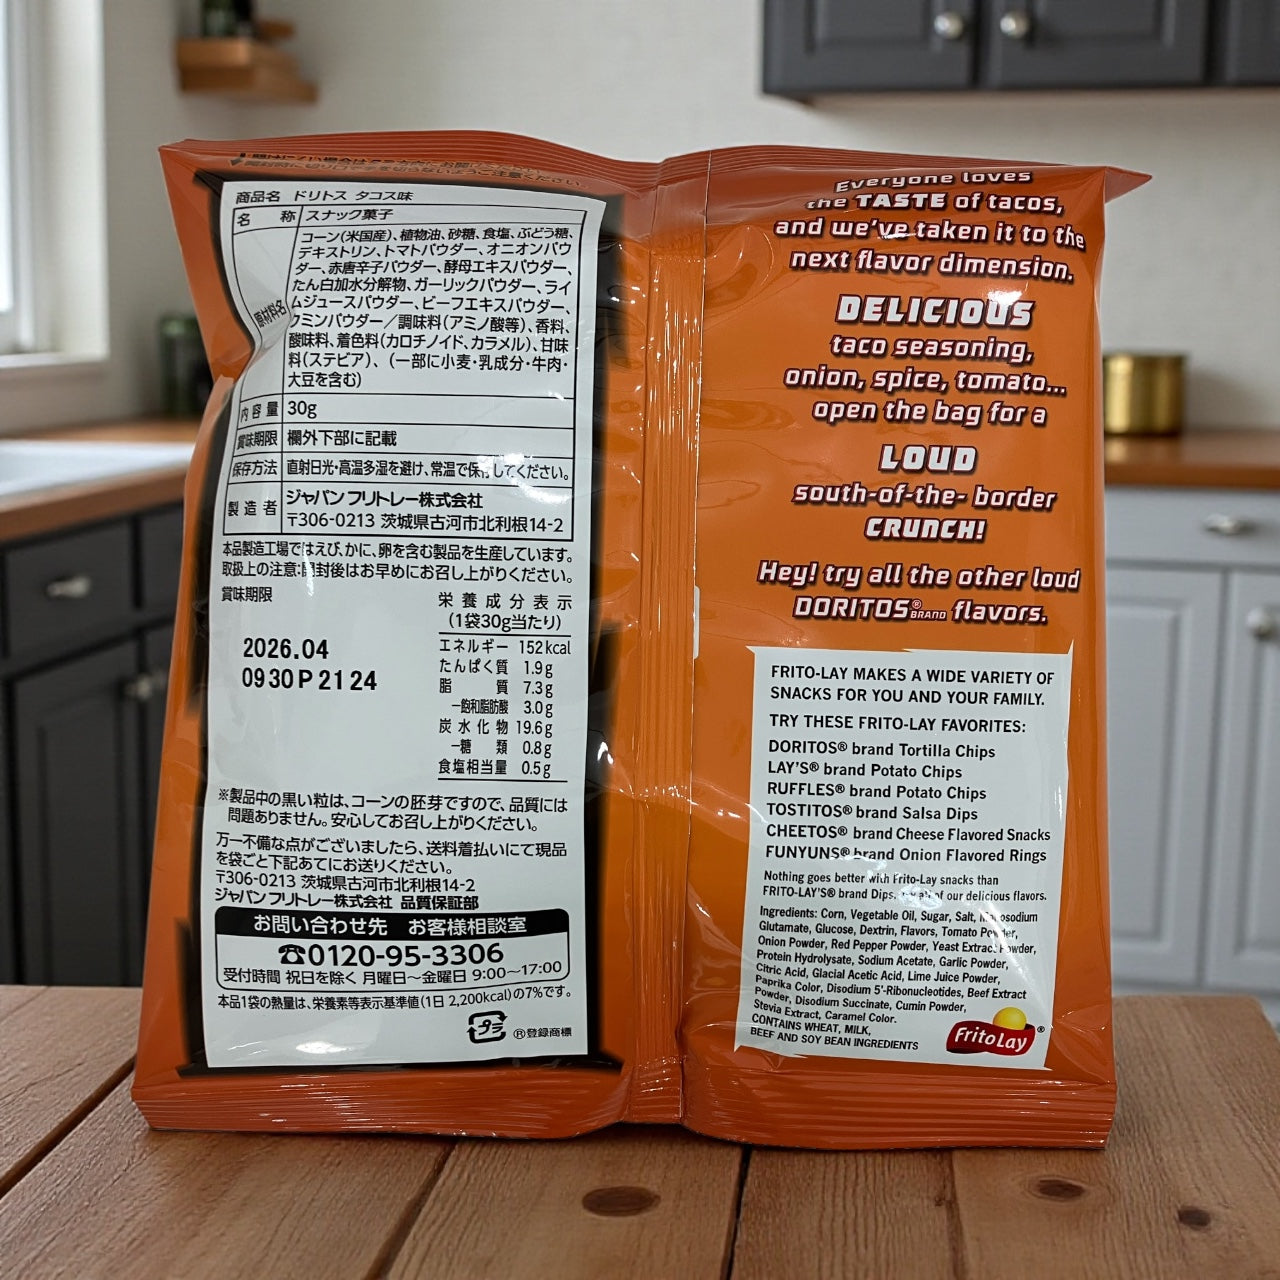 商品名 ドリトス タコス味
名 称 スナック菓子
原材料名
コーン(米国産)、植物油、砂糖、食塩、ぶどう糖、
デキストリン、トマトパウダー、オニオンパウ
ダー、赤唐辛子パウダー、酵母エキスパウダー、
たん白加水分解物、ガーリックパウダー、ライ
ムジュースパウダー、ビーフエキスパウダー、
クミンパウダー／調味料(アミノ酸等)、香料、
酸味料、着色料(カロチノイド、カラメル)、甘味
料(ステビア)、(一部に小麦・乳成分・牛肉・
大豆を含む)
内容量 30g
賞味期限 欄外下部に記載
保存方法 直射日光・高温多湿を避け、常温で保存してください。
製造者 ジャパンフリトレー株式会社
〒306-0213 茨城県古河市北利根14-2
本品製造工場ではえび、かに、卵を含む製品を生産しています。
取扱上の注意:開封後はお早めにお召し上がりください。
賞味期限
2026.04
09 30 P 21 24
栄養成分表示
(1袋30g当たり)
エネルギー 152kcal
たんぱく質 1.9g
脂質 7.3g
－飽和脂肪酸 3.0g
炭水化物 19.6g
－糖類 0.8g
食塩相当量 0.5g
※製品中の黒い粒は、コーンの胚芽ですので、品質には
問題ありません。安心してお召し上がりください。
万一不備な点がございましたら、送料着払いにて現品
を袋ごと下記あてにお送りください。
〒306-0213 茨城県古河市北利根14-2
ジャパンフリトレー株式会社 品質保証部
お問い合わせ先 お客様相談室
☎0120-95-3306
受付時間 祝日を除く 月曜日～金曜日 9:00～17:00
本品1袋の熱量は、栄養素等表示基準値(1日 2,200kcal)の7%です。
プラ
®登録商標
Everyone loves
the TASTE of tacos,
and we've taken it to the
next flavor dimension.
DELICIOUS
taco seasoning,
onion, spice, tomato...
open the bag for a
LOUD
south-of-the- border
CRUNCH!
Hey! try all the other loud
DORITOS® BRAND flavors.
FRITO-LAY MAKES A WIDE VARIETY OF
SNACKS FOR YOU AND YOUR FAMILY.
TRY THESE FRITO-LAY FAVORITES:
DORITOS® brand Tortilla Chips
LAY'S® brand Potato Chips
RUFFLES® brand Potato Chips
TOSTITOS® brand Salsa Dips
CHEETOS® brand Cheese Flavored Snacks
FUNYUNS® brand Onion Flavored Rings
Nothing goes better with Frito-Lay snacks than
FRITO-LAY'S® brand Dips, try all of our delicious flavors.
Ingredients: Corn, Vegetable Oil, Sugar, Salt, Monosodium
Glutamate, Glucose, Dextrin, Flavors, Tomato Powder,
Onion Powder, Red Pepper Powder, Yeast Extract Powder,
Protein Hydrolysate, Sodium Acetate, Garlic Powder,
Citric Acid, Glacial Acetic Acid, Lime Juice Powder,
Paprika Color, Disodium 5'-Ribonucleotides, Beef Extract
Powder, Disodium Succinate, Cumin Powder,
Stevia Extract, Caramel Color.
CONTAINS WHEAT, MILK,
BEEF AND SOY BEAN INGREDIENTS
FritoLay®